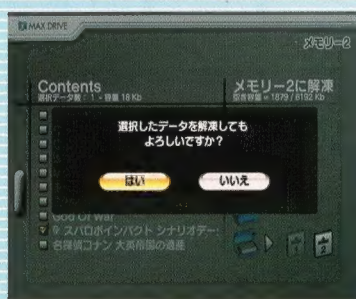 MAX DRIVE
メモリー2
Contents
選択データ数: 1 - 容量 18 Kb
メモリー2に解凍
空き容量 = 1879 / 8192 Kb
選択したデータを解凍しても
よろしいですか?
はい
いいえ
God Of War
スパロボインパクト シナリオデー
名探偵コナン 大英帝国の遺産
1
2